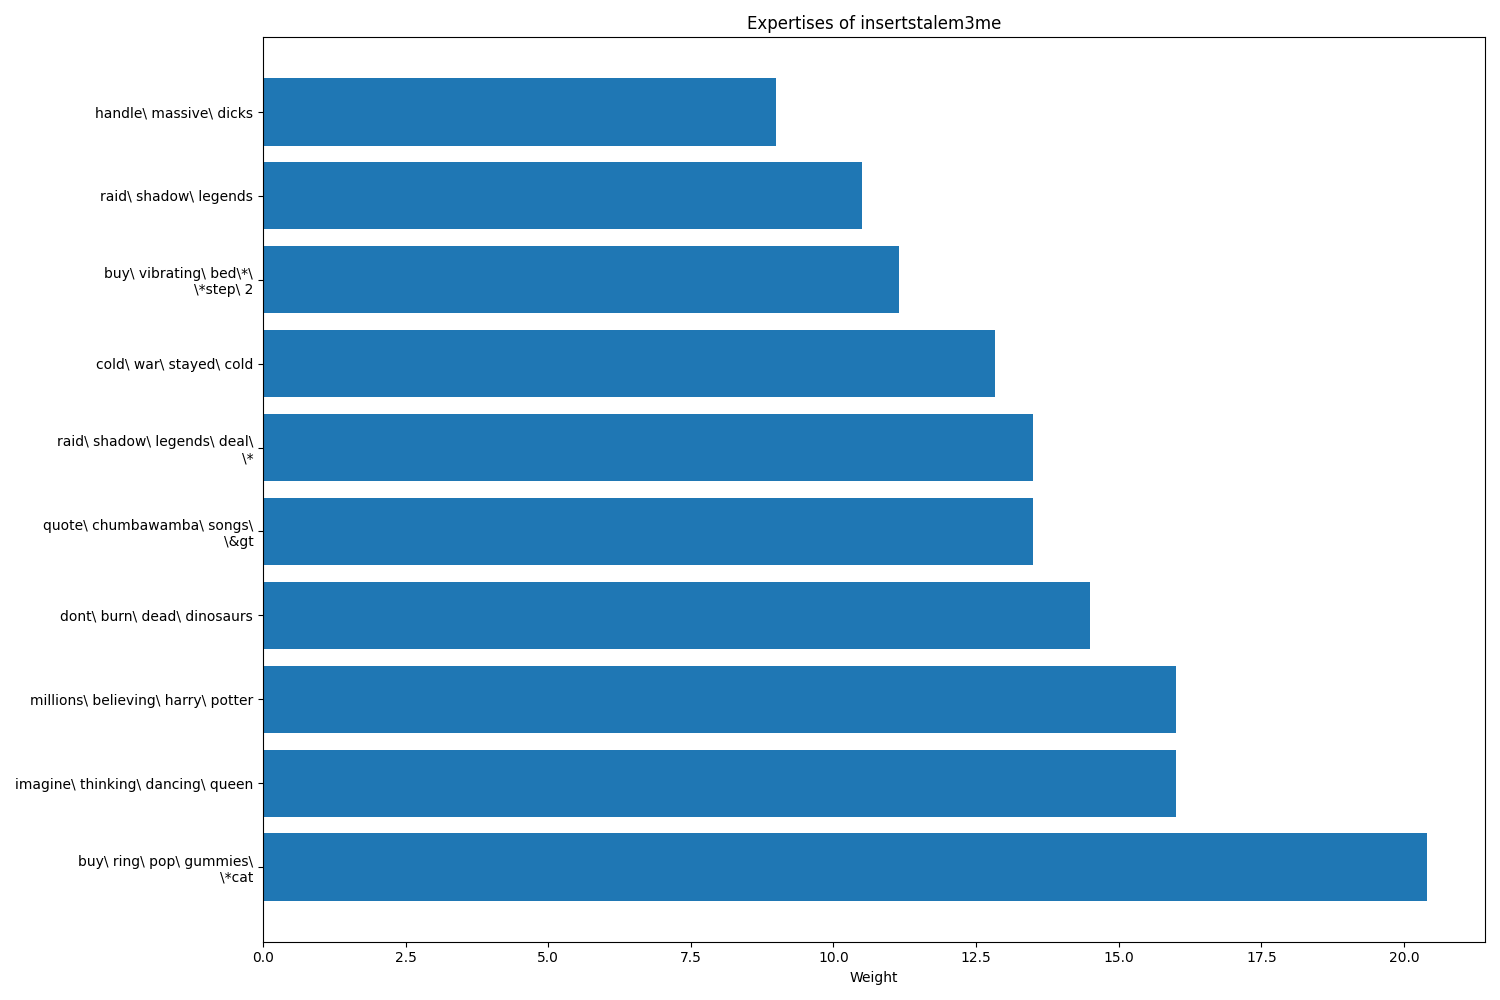 Expertises of insertstalem3me
handle\ massive\ dicks
raid\ shadow\ legends
buy\ vibrating\ bed\*\
\*step\ 2
cold\ war\ stayed\ cold
raid\ shadow\ legends\ deal\
\*
quote\ chumbawamba\ songs\
\&gt
dont\ burn\ dead\ dinosaurs
millions\ believing\ harry\ potter
imagine\ thinking\ dancing\ queen
buy\ ring\ pop\ gummies\
\*cat
0.0 2.5 5.0 7.5 10.0 12.5 15.0 17.5 20.0
Weight